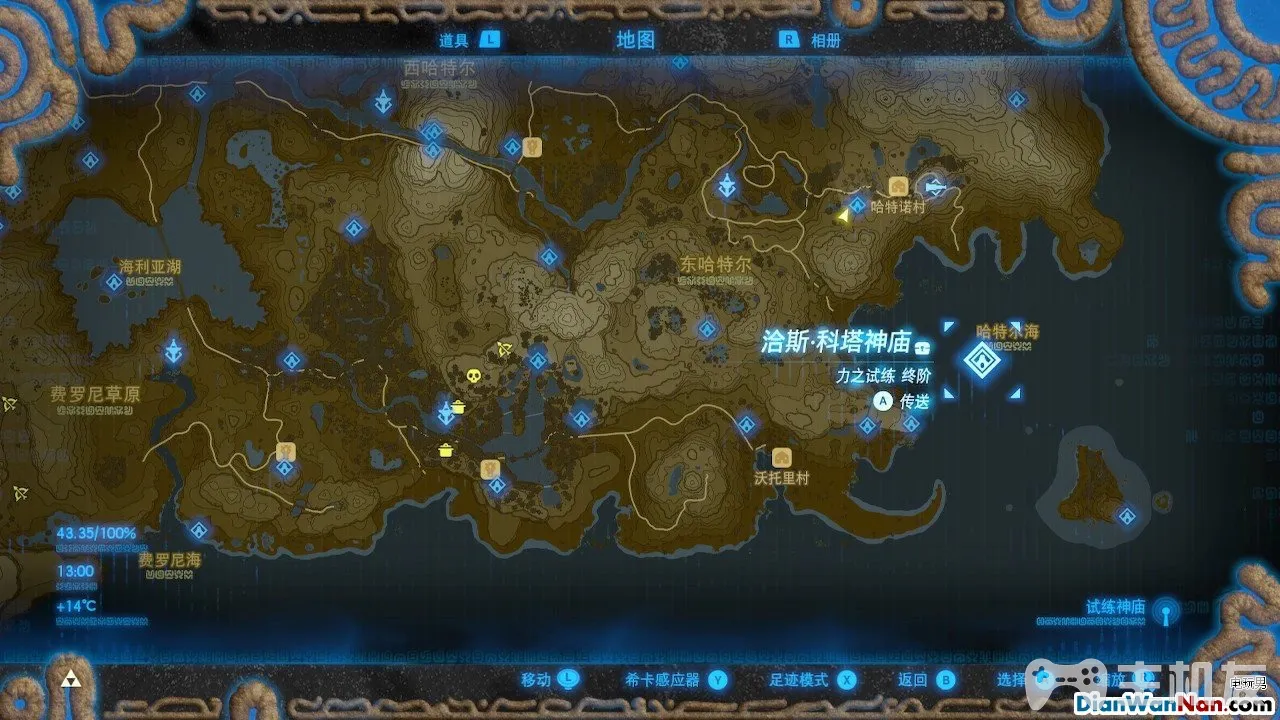 道具 L
地图
R 相册
西哈特尔
哈特诺村
海利亚湖
东哈特尔
哈特尔海
洽斯·科塔神庙
力之试练 终阶
A 传送
费罗尼草原
沃托里村
43.35/100%
费罗尼海
13:00
+14°C
试练神庙
移动 L
希卡感应器 Y
足迹模式 X
返回 B
选择
电玩男
DianWanNan.com